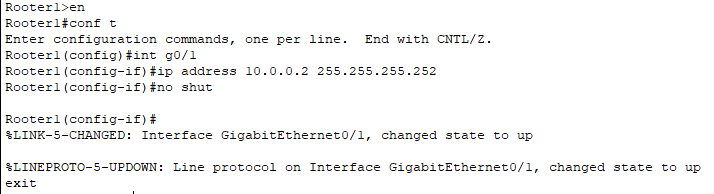 Rooter1>en
Rooter1#conf t
Enter configuration commands, one per line.  End with CNTL/Z.
Rooter1(config)#int g0/1
Rooter1(config-if)#ip address 10.0.0.2 255.255.255.252
Rooter1(config-if)#no shut

Rooter1(config-if)#
%LINK-5-CHANGED: Interface GigabitEthernet0/1, changed state to up

%LINEPROTO-5-UPDOWN: Line protocol on Interface GigabitEthernet0/1, changed state to up
exit